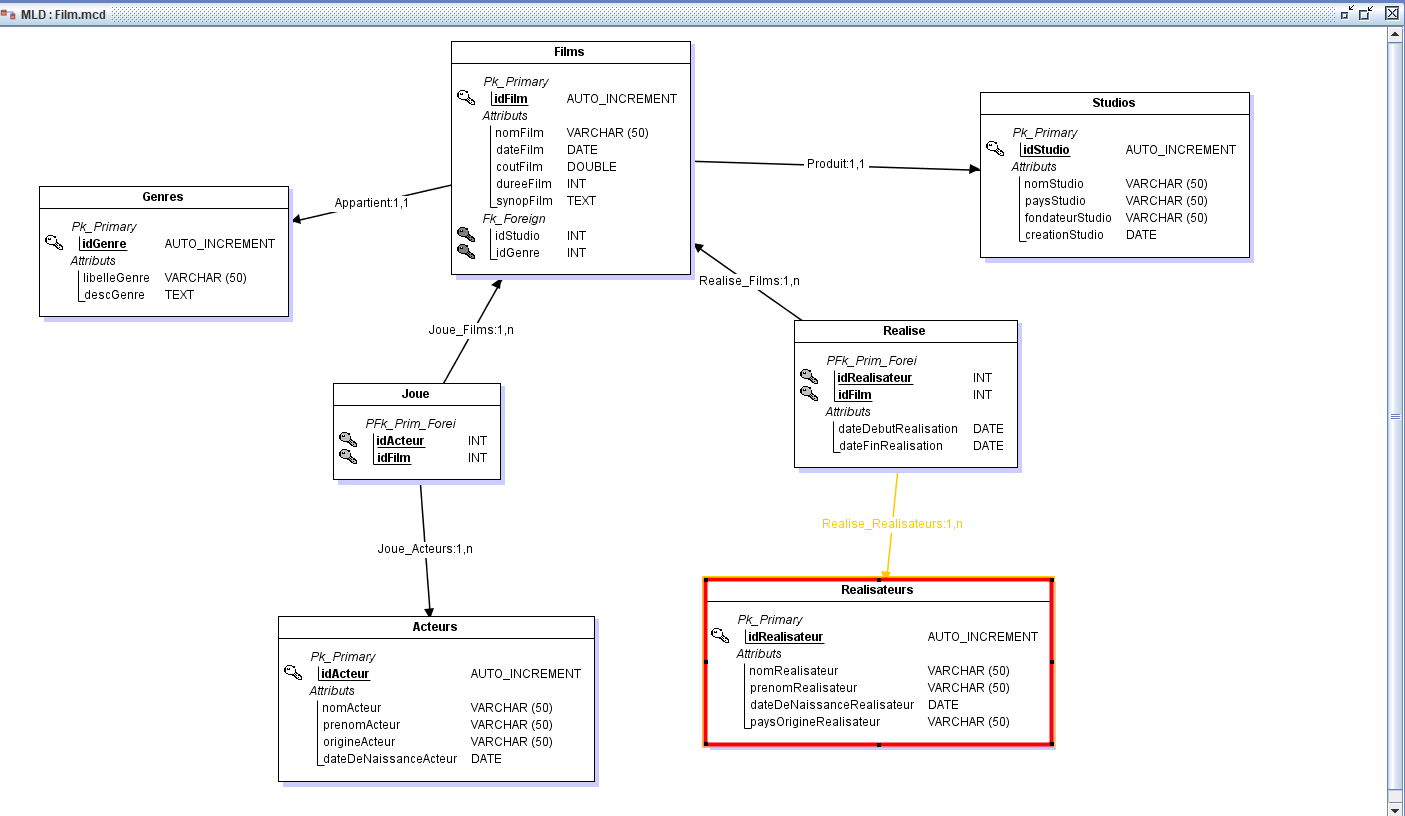 MLD : Film.mcd
Films
Pk_Primary
idFilm AUTO_INCREMENT
Attributs
nomFilm VARCHAR (50)
dateFilm DATE
coutFilm DOUBLE
dureeFilm INT
synopFilm TEXT
Fk_Foreign
idStudio INT
idGenre INT
Studios
Pk_Primary
idStudio AUTO_INCREMENT
Attributs
nomStudio VARCHAR (50)
paysStudio VARCHAR (50)
fondateurStudio VARCHAR (50)
creationStudio DATE
Produit:1,1
Appartient:1,1
Genres
Pk_Primary
idGenre AUTO_INCREMENT
Attributs
libelleGenre VARCHAR (50)
descGenre TEXT
Realise_Films:1,n
Joue_Films:1,n
Realise
PFk_Prim_Forei
idRealisateur INT
idFilm INT
Attributs
dateDebutRealisation DATE
dateFinRealisation DATE
Joue
PFk_Prim_Forei
idActeur INT
idFilm INT
Realise_Realisateurs:1,n
Joue_Acteurs:1,n
Realisateurs
Pk_Primary
idRealisateur AUTO_INCREMENT
Attributs
nomRealisateur VARCHAR (50)
prenomRealisateur VARCHAR (50)
dateDeNaissanceRealisateur DATE
paysOrigineRealisateur VARCHAR (50)
Acteurs
Pk_Primary
idActeur AUTO_INCREMENT
Attributs
nomActeur VARCHAR (50)
prenomActeur VARCHAR (50)
origineActeur VARCHAR (50)
dateDeNaissanceActeur DATE